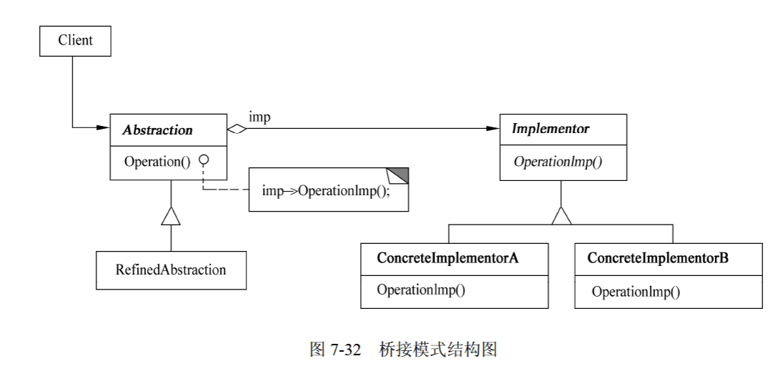 Client
imp
Abstraction
Operation()
imp->OperationImp();
Implementor
OperationImp()
RefinedAbstraction
ConcreteImplementorA
OperationImp()
ConcreteImplementorB
OperationImp()
图 7-32 桥接模式结构图